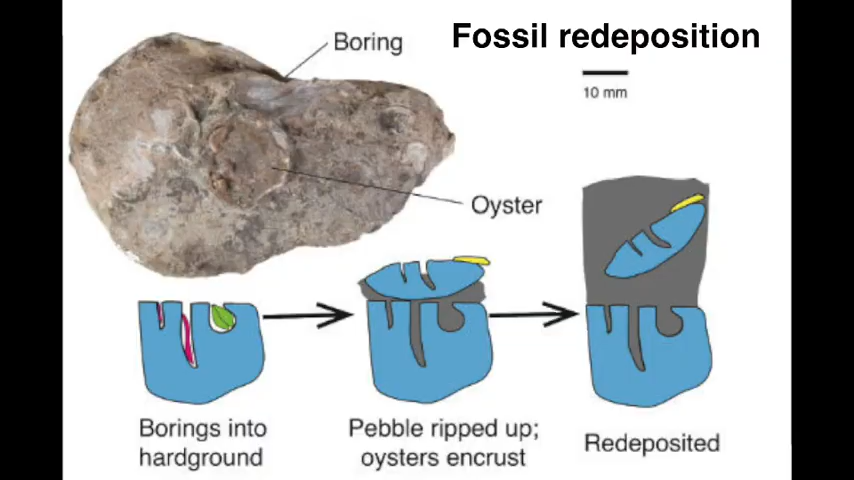 Fossil redeposition
Boring
10 mm
Oyster
Borings into
hardground
Pebble ripped up;
oysters encrust
Redeposited